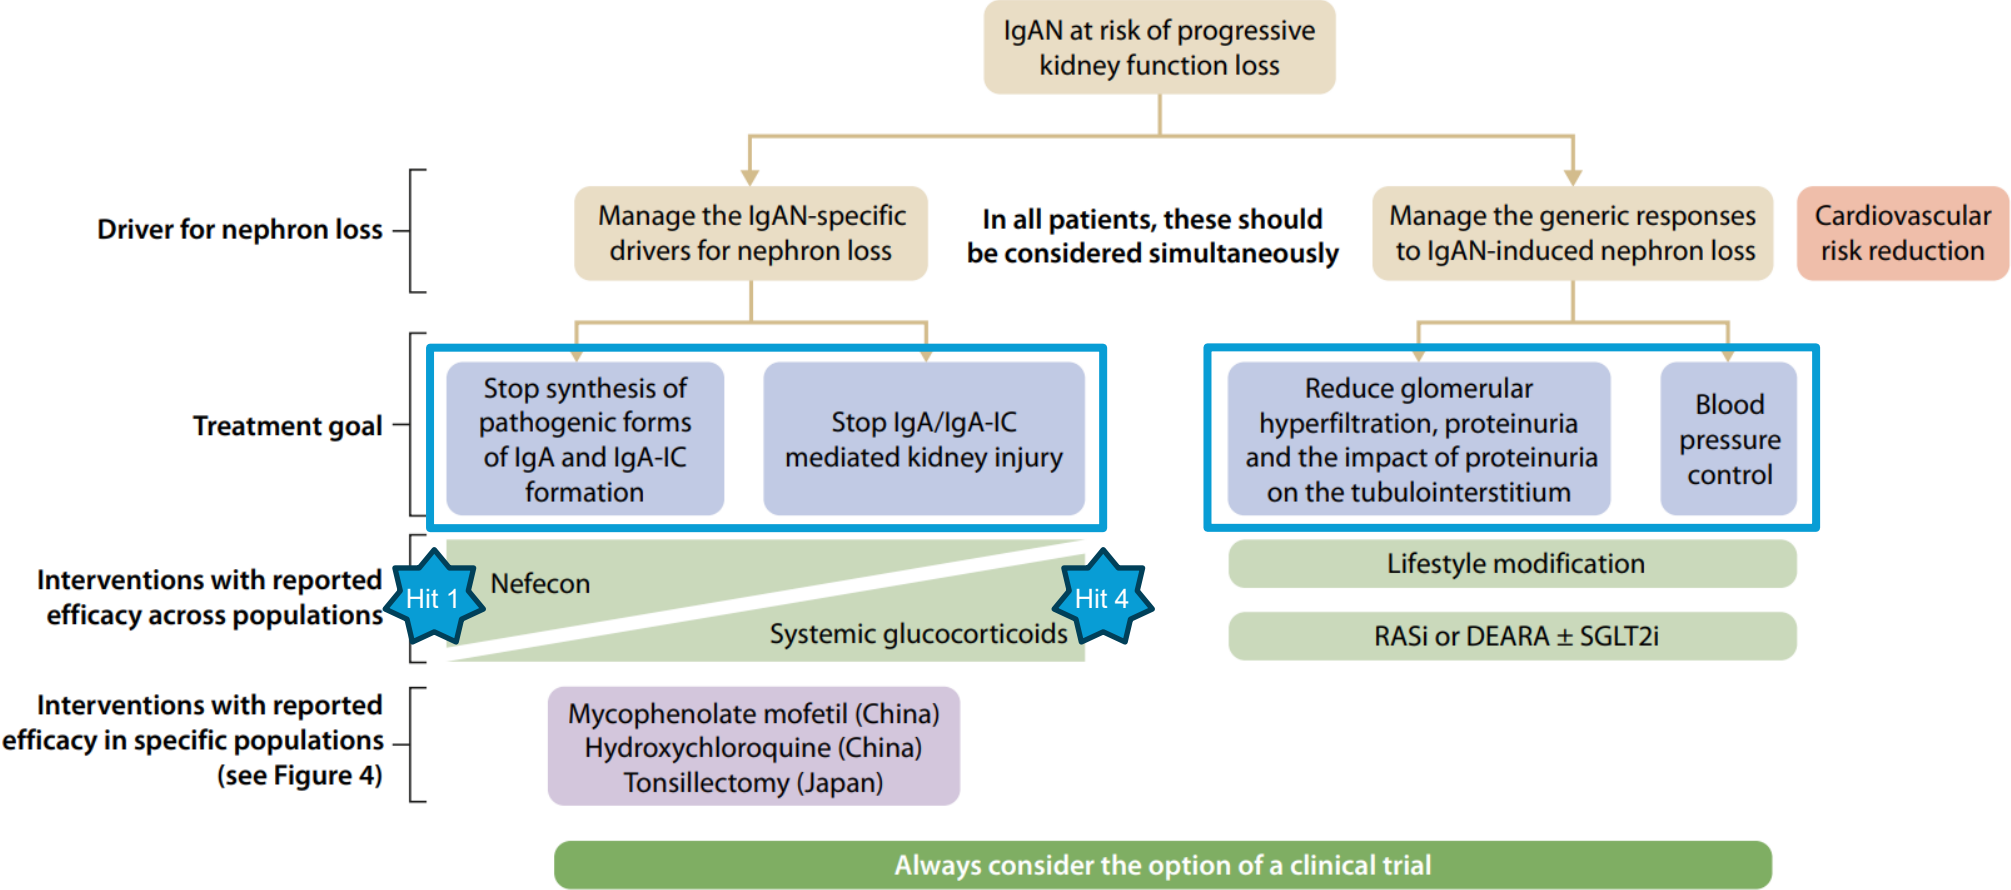 IgAN at risk of progressive
kidney function loss
Driver for nephron loss
Manage the IgAN-specific
drivers for nephron loss
In all patients, these should
be considered simultaneously
Manage the generic responses
to IgAN-induced nephron loss
Cardiovascular
risk reduction
Treatment goal
Stop synthesis of
pathogenic forms
of IgA and IgA-IC
formation
Stop IgA/IgA-IC
mediated kidney injury
Reduce glomerular
hyperfiltration, proteinuria
and the impact of proteinuria
on the tubulointerstitium
Blood
pressure
control
Interventions with reported
efficacy across populations
Hit 1
Nefecon
Systemic glucocorticoids
Hit 4
Lifestyle modification
RASi or DEARA ± SGLT2i
Interventions with reported
efficacy in specific populations
(see Figure 4)
Mycophenolate mofetil (China)
Hydroxychloroquine (China)
Tonsillectomy (Japan)
Always consider the option of a clinical trial